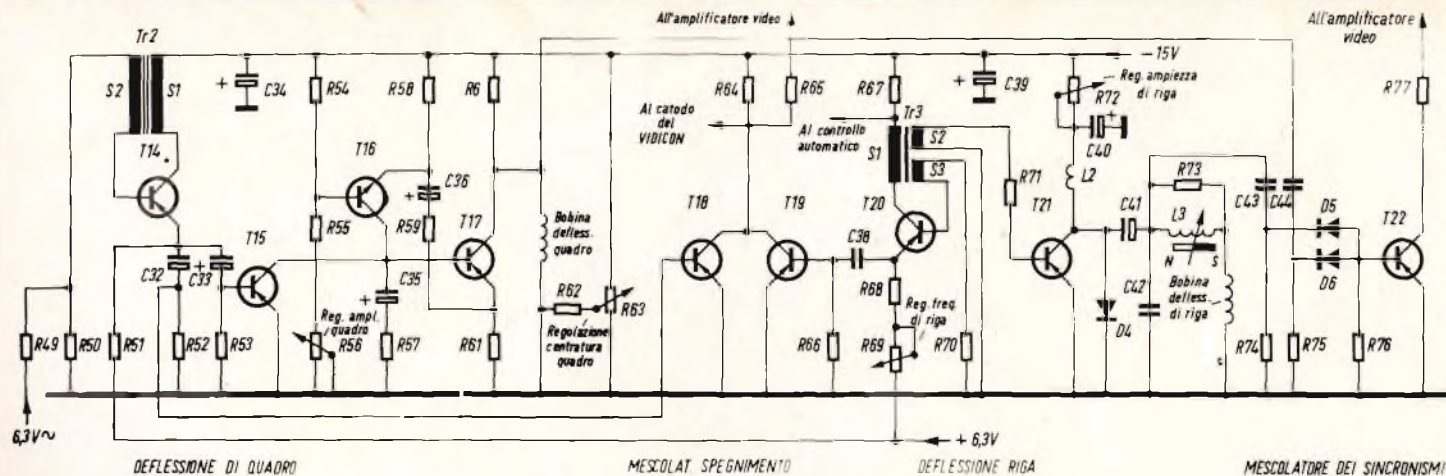 All'amplificatore video
All'amplificatore
video
Tr2
S2
S1
+
C34
R54
R58
R6
R64
R65
R67
+
C39
- 15V
Reg. ampiezza
di riga
R72
+
C40
R77
Al catodo
del
VIDICON
Al controllo
automatico
Tr3
S1
S2
S3
T14
T16
+
C36
R55
R59
T17
T15
C32
+
C33
+
C35
Bobina
defless.
quadro
R62
R63
Regolazione
centratura
quadro
Reg. ampl.
quadro
R56
R57
R61
R49
R50
R51
R52
R53
T18
T19
T20
C38
R66
R68
Reg. freq.
di riga
R69
R70
R71
T21
L2
C41
C42
D4
R73
L3
N
S
Bobina
defless.
di riga
C43
C44
D5
D6
T22
R74
R75
R76
6,3V~
+ 6,3V
DEFLESSIONE DI QUADRO
MESCOLAT. SPEGNIMENTO
DEFLESSIONE RIGA
MESCOLATORE DEI SINCRONISMI